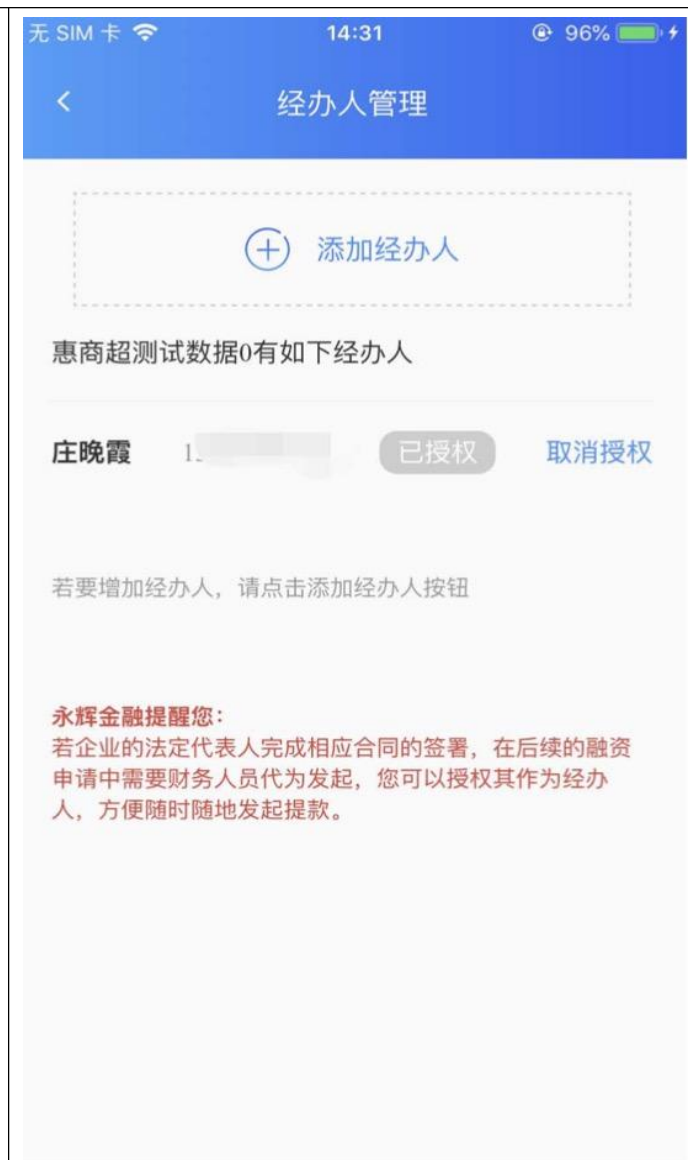 无 SIM 卡 14:31 96%
经办人管理
添加经办人
惠商超测试数据0有如下经办人
庄晚霞 1 已授权 取消授权
若要增加经办人，请点击添加经办人按钮
永辉金融提醒您：
若企业的法定代表人完成相应合同的签署，在后续的融资
申请中需要财务人员代为发起，您可以授权其作为经办
人，方便随时随地发起提款。